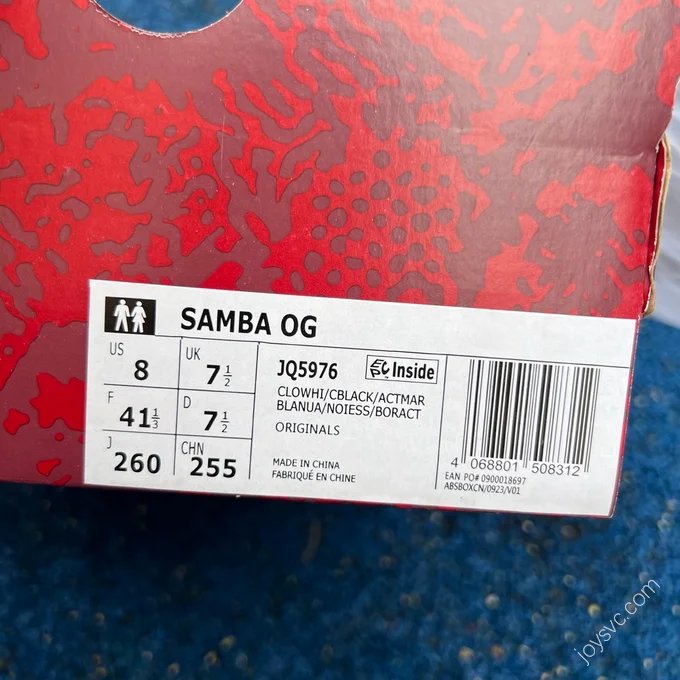 SAMBA OG
US 8
UK 7 1/2
F 41 1/3
D 7 1/2
J 260
CHN 255
JQ5976
Inside
CLOWHI/CBLACK/ACTMAR
BLANUA/NOIESS/BORACT
ORIGINALS
MADE IN CHINA
FABRIQUÉ EN CHINE
4 068801 508312
EAN PO# 0900018697
ABSBOXCN/0923/V01
joysvc.com